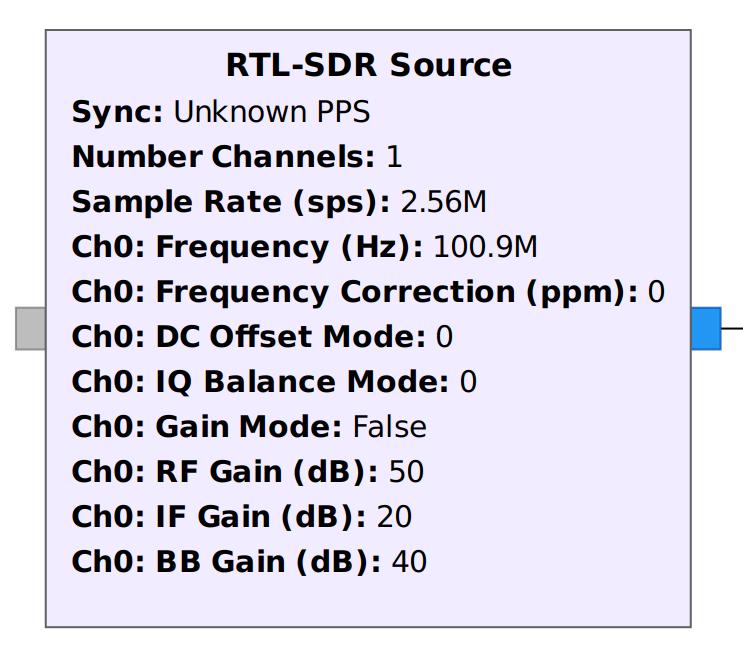 RTL-SDR Source
Sync: Unknown PPS
Number Channels: 1
Sample Rate (sps): 2.56M
Ch0: Frequency (Hz): 100.9M
Ch0: Frequency Correction (ppm): 0
Ch0: DC Offset Mode: 0
Ch0: IQ Balance Mode: 0
Ch0: Gain Mode: False
Ch0: RF Gain (dB): 50
Ch0: IF Gain (dB): 20
Ch0: BB Gain (dB): 40